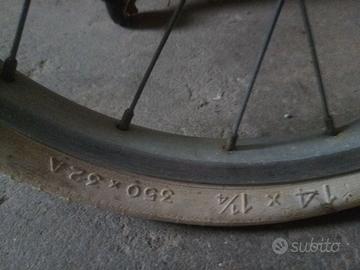 14 x 1¼
350 x 32 A
subito